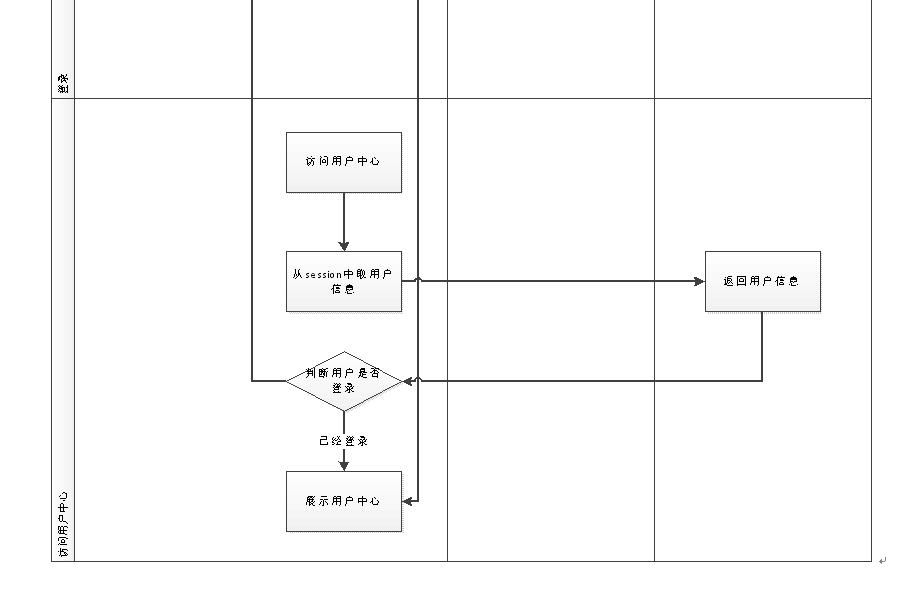 登录
访问用户中心
从session中取用户
信息
返回用户信息
判断用户是否
登录
已经登录
展示用户中心
访问用户中心